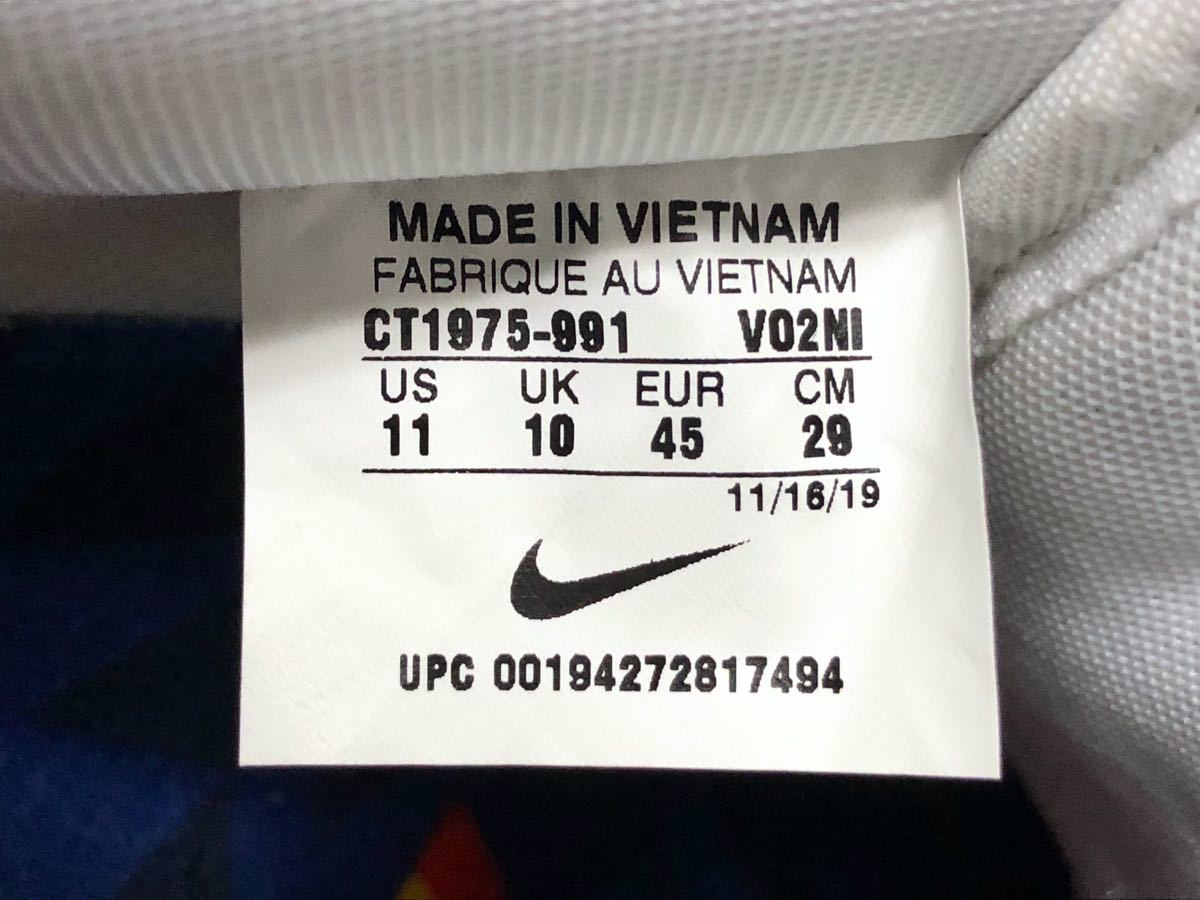 MADE IN VIETNAM
FABRIQUE AU VIETNAM
CT1975-991 V02NI
US UK EUR CM
11 10 45 29
11/16/19
UPC 00194272817494